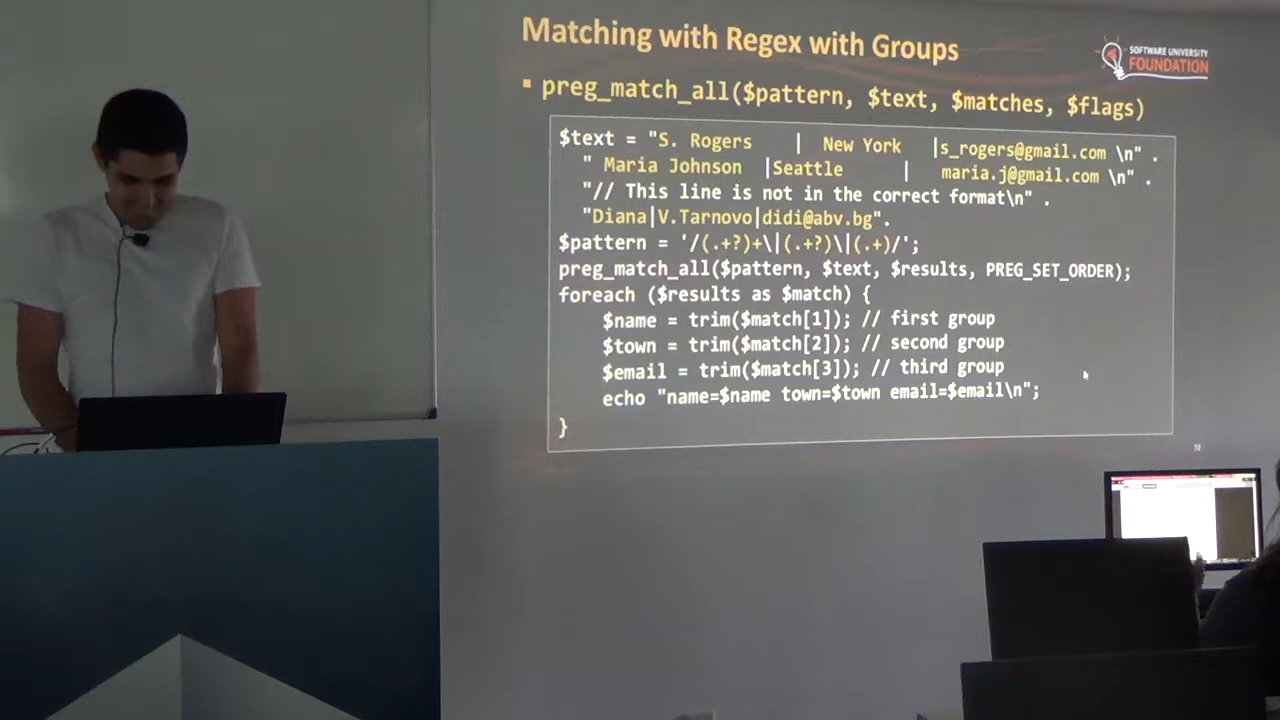 Matching with Regex with Groups
SOFTWARE UNIVERSITY
FOUNDATION
preg_match_all($pattern, $text, $matches, $flags)
$text = "S. Rogers | New York |s_rogers@gmail.com \n" .
" Maria Johnson |Seattle | maria.j@gmail.com \n" .
"// This line is not in the correct format\n" .
"Diana|V.Tarnovo|didi@abv.bg".
$pattern = '/(.+?)+\|(.+?)\|(.+)/';
preg_match_all($pattern, $text, $results, PREG_SET_ORDER);
foreach ($results as $match) {
$name = trim($match[1]); // first group
$town = trim($match[2]); // second group
$email = trim($match[3]); // third group
echo "name=$name town=$town email=$email\n";
}